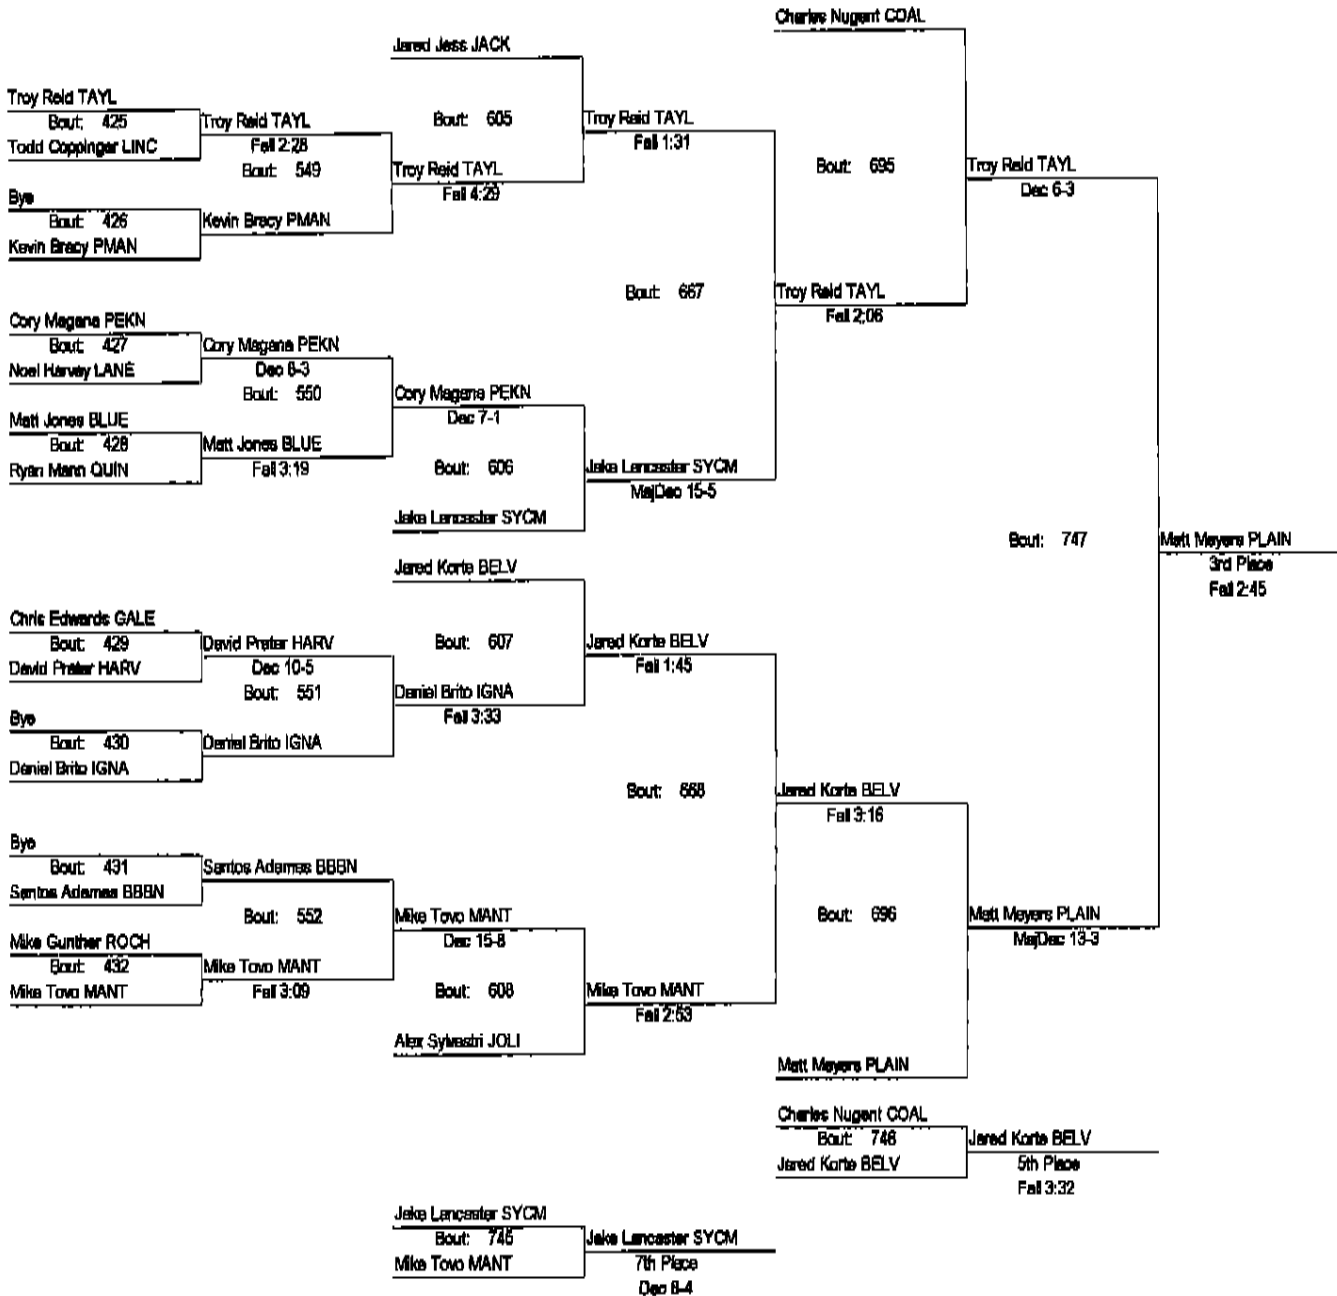 Charles Nugent COAL
Jared Jess JACK
Troy Reid TAYL
Bout: 425
Todd Coppinger LINC
Troy Reid TAYL
Fall 2:28
Bout: 549
Bye
Bout: 426
Kevin Bracy PMAN
Kevin Bracy PMAN
Troy Reid TAYL
Fall 4:29
Bout: 605
Troy Reid TAYL
Fall 1:31
Bout: 695
Troy Reid TAYL
Dec 6-3
Bout: 667
Troy Reid TAYL
Fall 2:06
Cory Magana PEKN
Bout: 427
Noel Harvey LANE
Cory Magana PEKN
Dec 8-3
Bout: 550
Matt Jones BLUE
Bout: 428
Ryan Mann QUIN
Matt Jones BLUE
Fall 3:19
Cory Magana PEKN
Dec 7-1
Bout: 606
Jake Lancaster SYCM
Jake Lancaster SYCM
MajDec 15-5
Bout: 747
Matt Meyers PLAIN
3rd Place
Fall 2:45
Jared Korte BELV
Chris Edwards GALE
Bout: 429
David Prater HARV
David Prater HARV
Dec 10-5
Bout: 551
Bye
Bout: 430
Daniel Brito IGNA
Daniel Brito IGNA
Bout: 607
Daniel Brito IGNA
Fall 3:33
Jared Korte BELV
Fall 1:45
Bout: 668
Jared Korte BELV
Fall 3:16
Bye
Bout: 431
Santos Adames BBBN
Santos Adames BBBN
Bout: 552
Mike Gunther ROCH
Bout: 432
Mike Tovo MANT
Mike Tovo MANT
Fall 3:09
Mike Tovo MANT
Dec 15-8
Bout: 608
Alex Sylvestri JOLI
Mike Tovo MANT
Fall 2:53
Bout: 696
Matt Meyers PLAIN
MajDec 13-3
Matt Meyers PLAIN
Charles Nugent COAL
Bout: 746
Jared Korte BELV
Jared Korte BELV
5th Place
Fall 3:32
Jake Lancaster SYCM
Bout: 745
Mike Tovo MANT
Jake Lancaster SYCM
7th Place